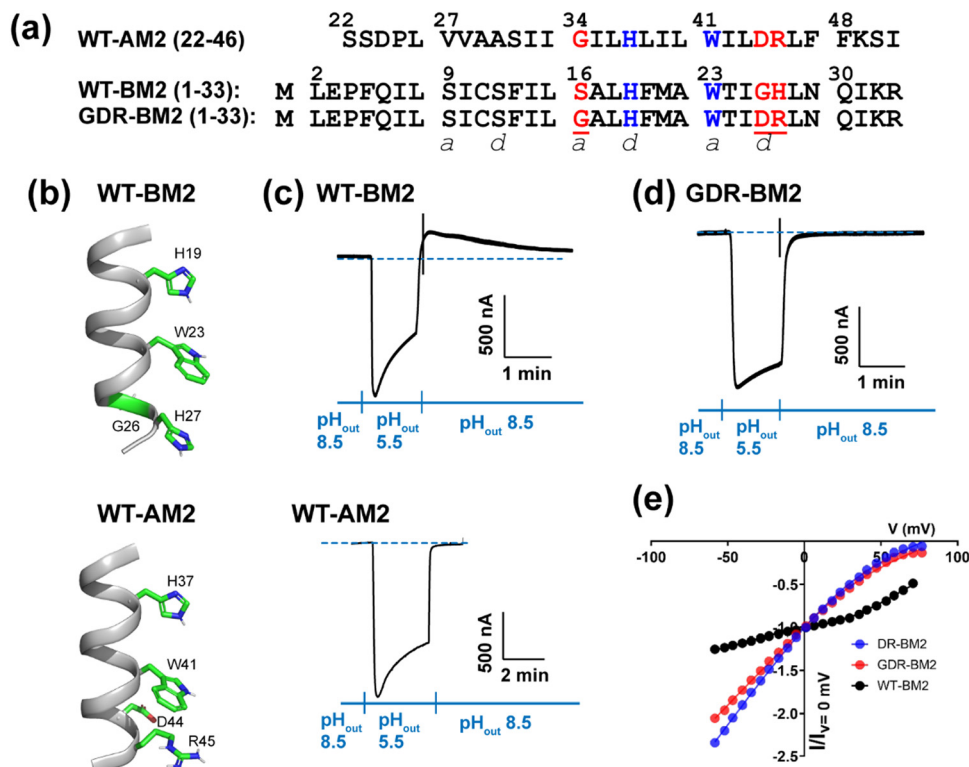 (a)
22 27 34 41 48
WT-AM2 (22-46) SSDPL VVAASII GILHLIL WILDRLF FKSI
2 9 16 23 30
WT-BM2 (1-33): M LEPFQIL SICSFIL SALHFMA WTIGHLN QIKR
GDR-BM2 (1-33): M LEPFQIL SICSFIL GALHFMA WTIDRLN QIKR
a d a d a d
(b)
WT-BM2
H19
W23
G26
H27
WT-AM2
H37
W41
D44
R45
(c)
WT-BM2
500 nA
1 min
pHout 8.5
pHout 5.5
pHout 8.5
WT-AM2
500 nA
2 min
pHout 8.5
pHout 5.5
pHout 8.5
(d)
GDR-BM2
500 nA
1 min
pHout 8.5
pHout 5.5
pHout 8.5
(e)
V (mV)
-100 -50 0 50 100
-0.5
-1.0
-1.5
-2.0
-2.5
I/Iv= 0 mV
DR-BM2
GDR-BM2
WT-BM2